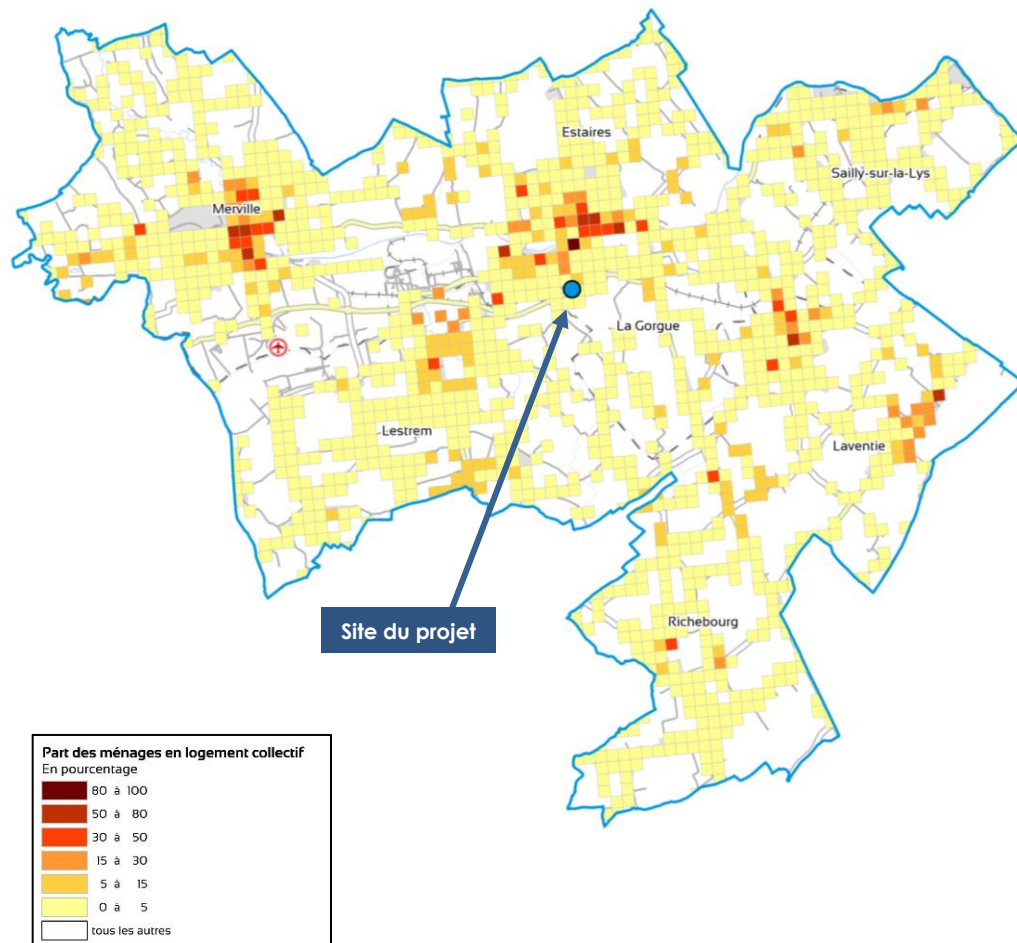 Estaires
Sailly-sur-la-Lys
Merville
La Gorgue
Lestrem
Laventie
Richebourg
Site du projet
Part des ménages en logement collectif
En pourcentage
80 à 100
50 à 80
30 à 50
15 à 30
5 à 15
0 à 5
tous les autres